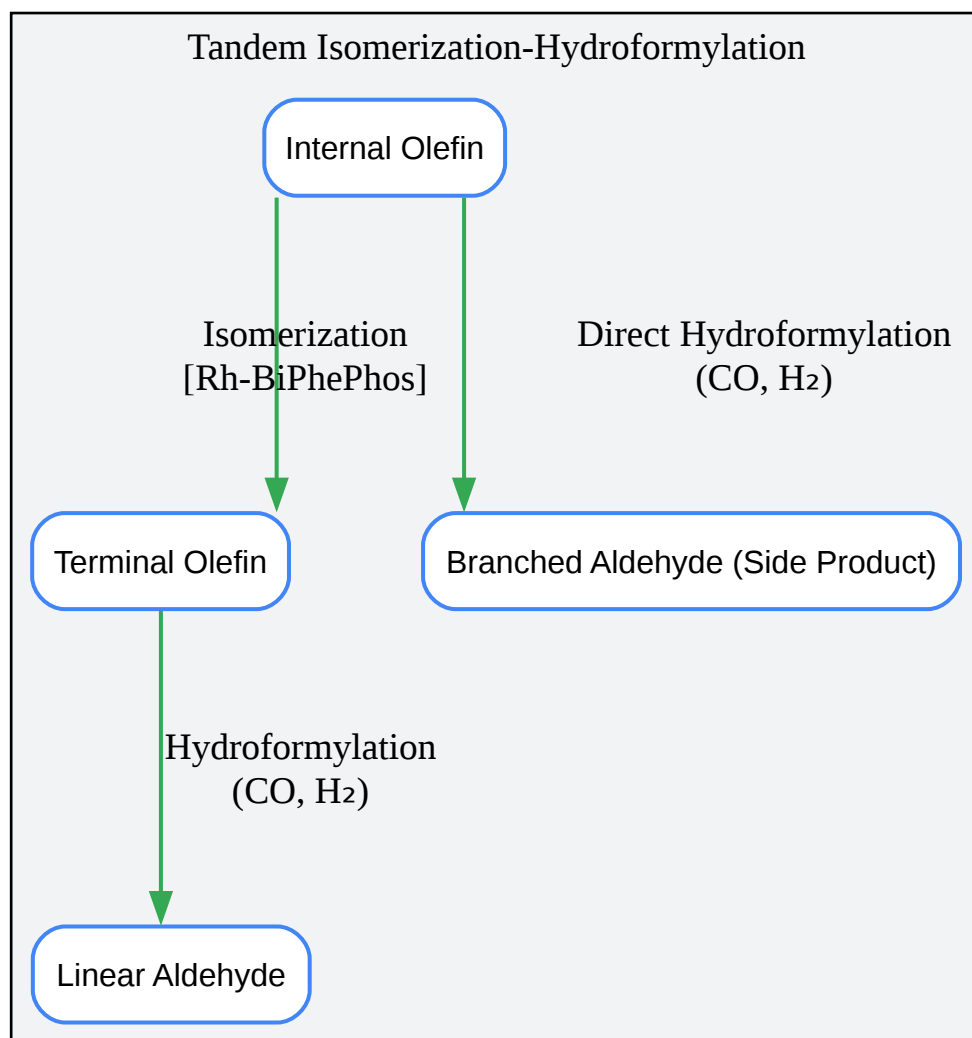 Tandem Isomerization-Hydroformylation
Internal Olefin
Isomerization
[Rh-BiPhePhos]
Direct Hydroformylation
(CO, H₂)
Terminal Olefin
Branched Aldehyde (Side Product)
Hydroformylation
(CO, H₂)
Linear Aldehyde